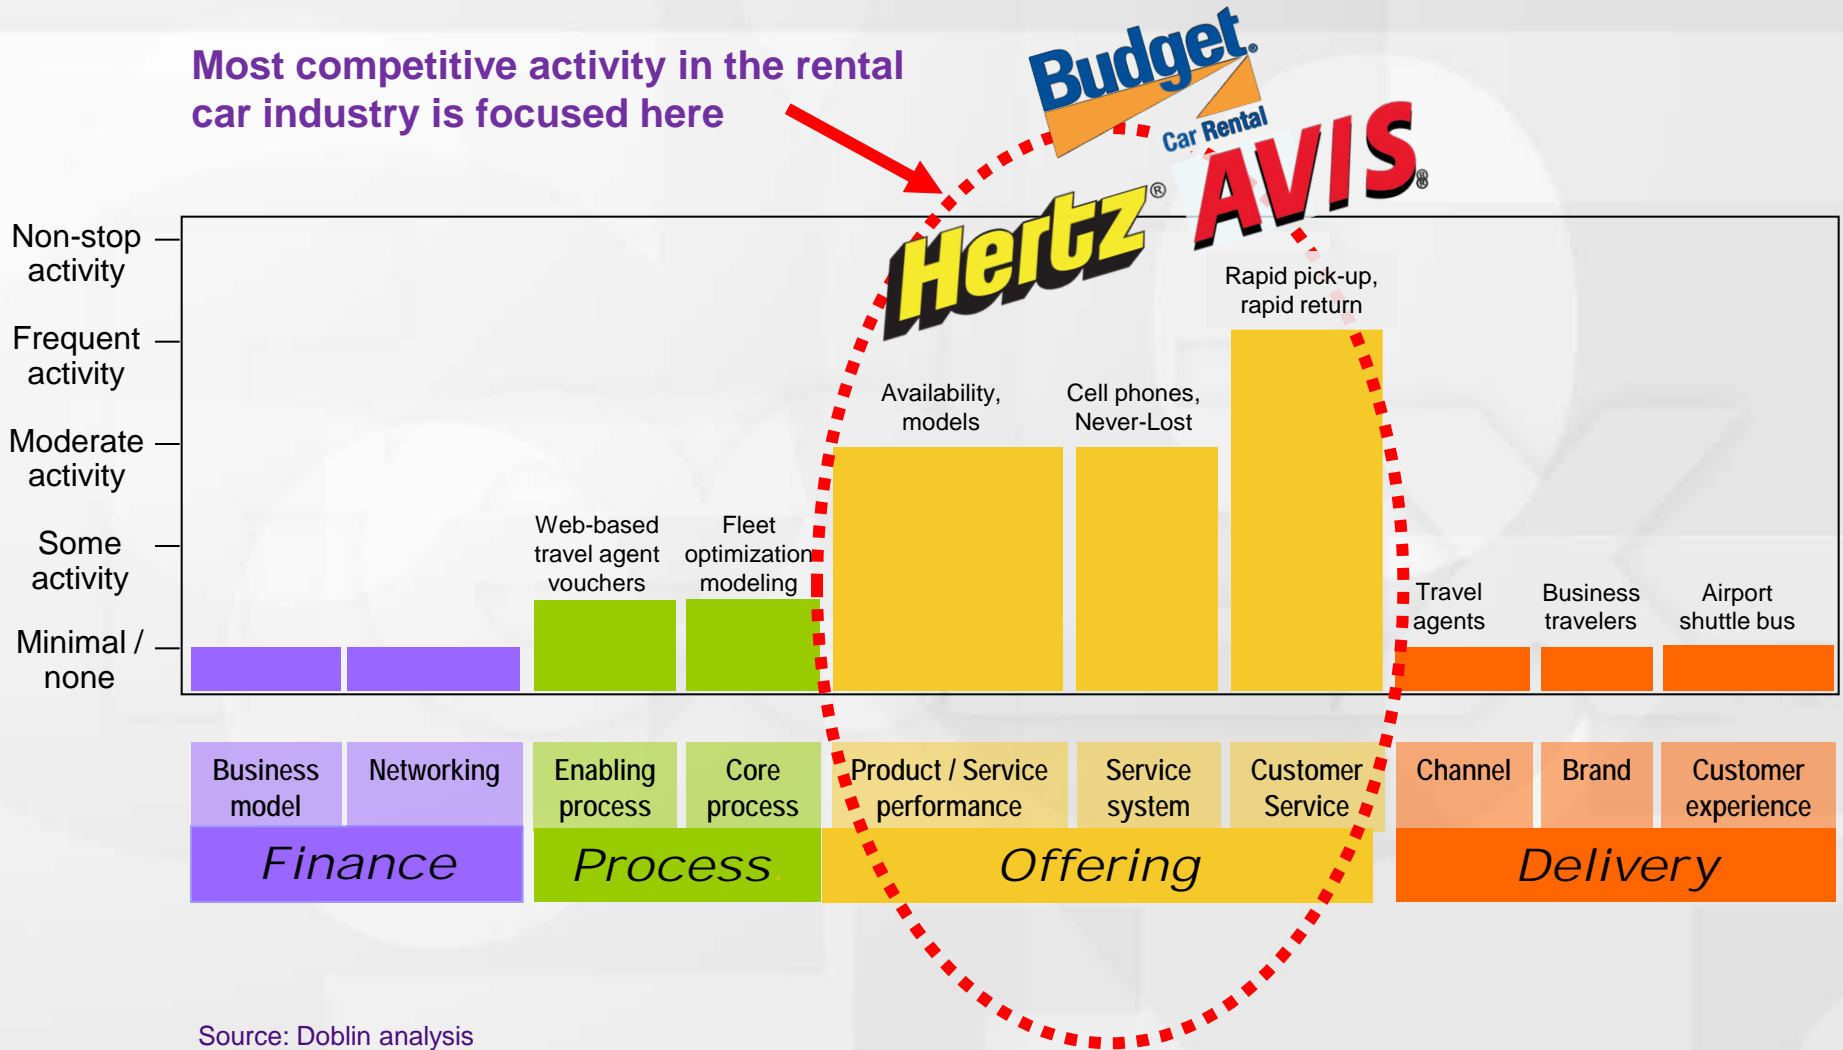 Most competitive activity in the rental
car industry is focused here
Budget®
Car Rental
Hertz®
AVIS®
Non-stop
activity
Frequent
activity
Moderate
activity
Some
activity
Minimal /
none
Web-based
travel agent
vouchers
Fleet
optimization
modeling
Availability,
models
Cell phones,
Never-Lost
Rapid pick-up,
rapid return
Travel
agents
Business
travelers
Airport
shuttle bus
Business
model
Networking
Enabling
process
Core
process
Product / Service
performance
Service
system
Customer
Service
Channel
Brand
Customer
experience
Finance
Process.
Offering
Delivery
Source: Doblin analysis